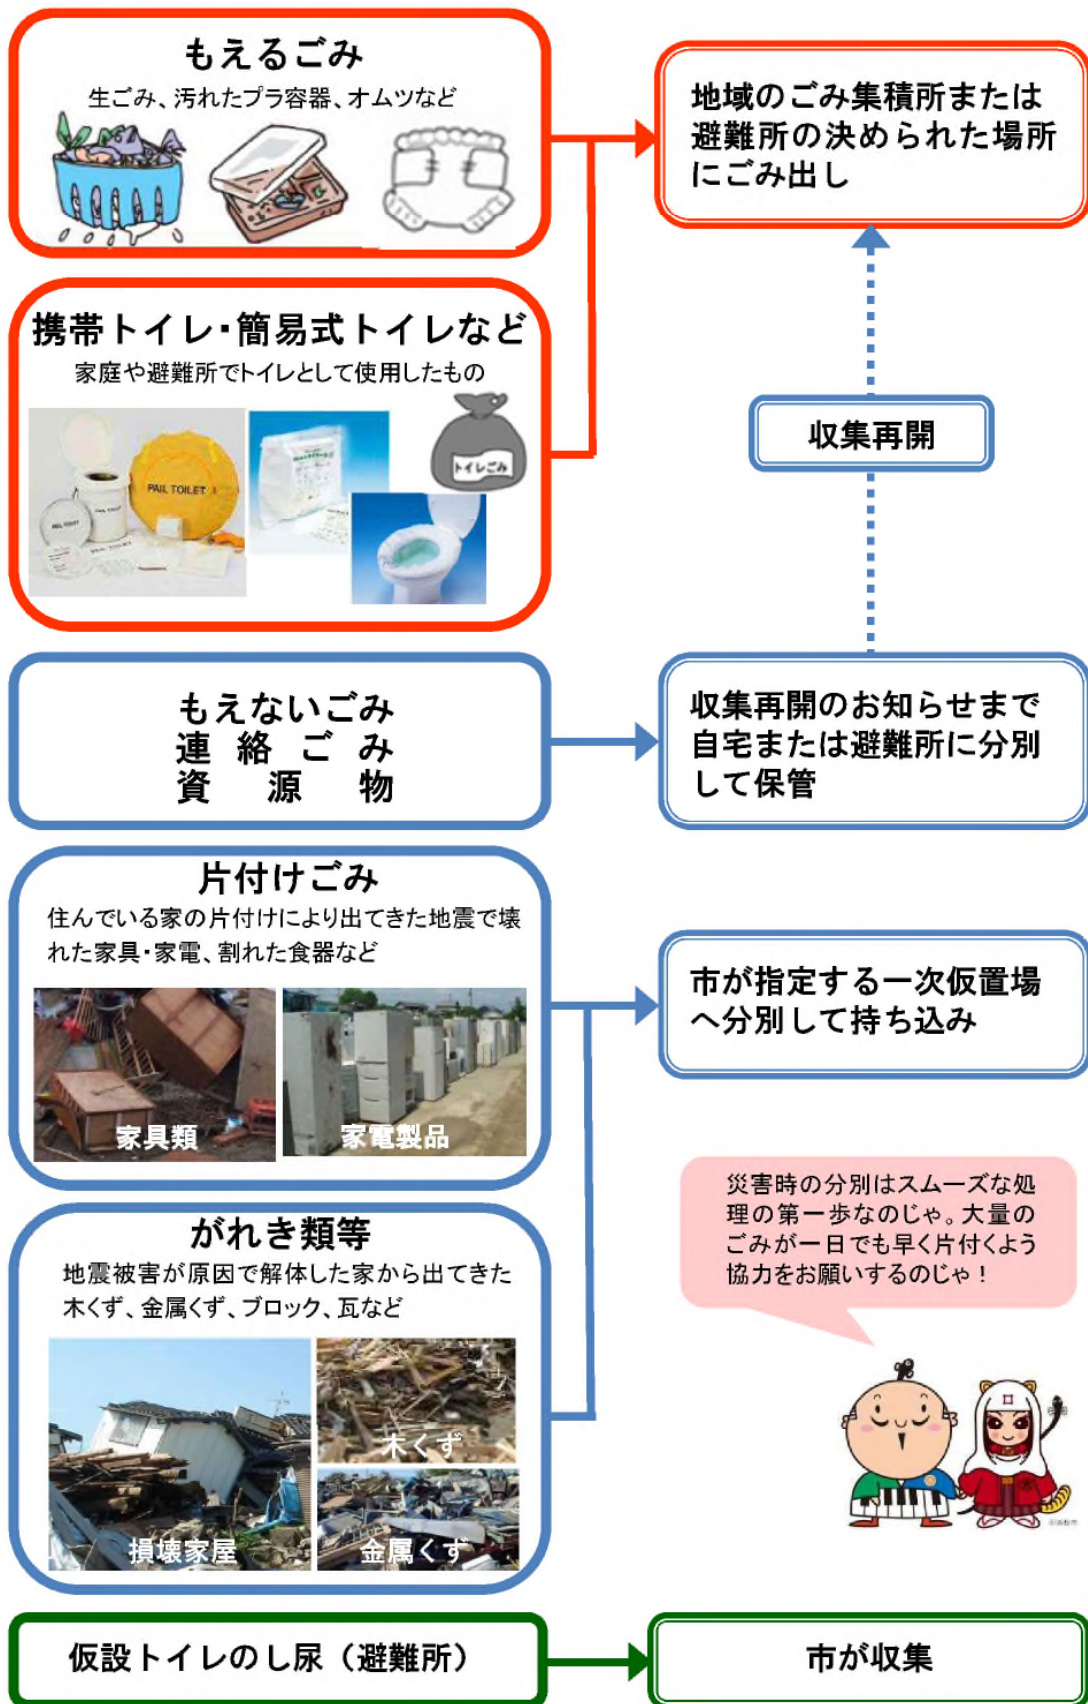 もえるごみ
生ごみ、汚れたプラ容器、オムツなど
地域のごみ集積所または
避難所の決められた場所
にごみ出し
携帯トイレ・簡易式トイレなど
家庭や避難所でトイレとして使用したもの
PAIL TOILET
PAIL TOILET
トイレごみ
収集再開
もえないごみ
連絡ごみ
資源物
収集再開のお知らせまで
自宅または避難所に分別
して保管
片付けごみ
住んでいる家の片付けにより出てきた地震で壊
れた家具・家電、割れた食器など
家具類
家電製品
市が指定する一次仮置場
へ分別して持ち込み
がれき類等
地震被害が原因で解体した家から出てきた
木くず、金属くず、ブロック、瓦など
損壊家屋
木くず
金属くず
災害時の分別はスムーズな処
理の第一歩なのじゃ。大量の
ごみが一日でも早く片付くよう
協力をお願いするのじゃ！
仮設トイレのし尿（避難所）
市が収集